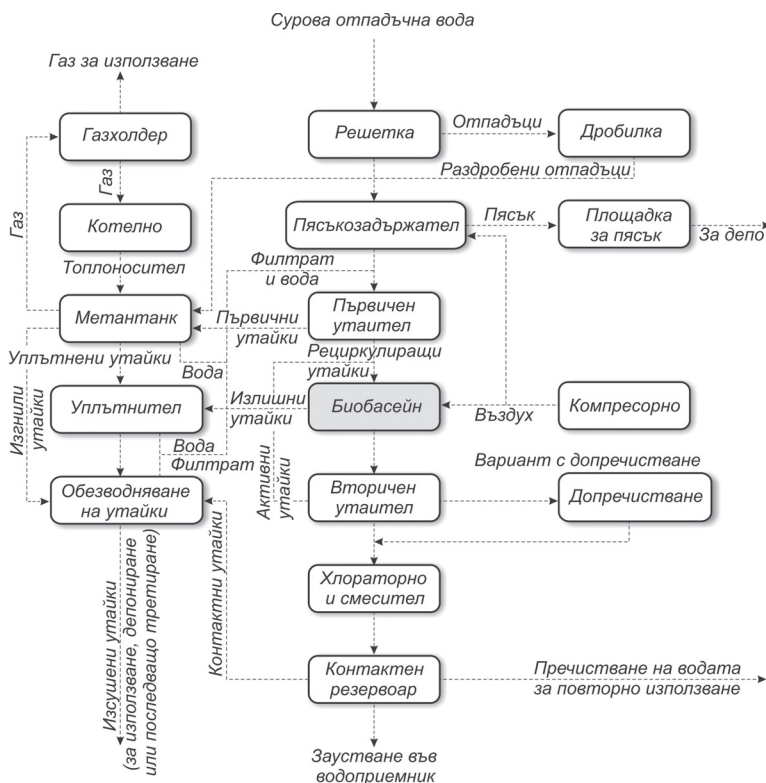 Сурова отпадъчна вода
Газ за използване
Газхолдер
Решетка
Отпадъци
Дробилка
Раздробени отпадъци
Газ
Газ
Котелно
Пясъкозадържател
Пясък
Площадка
за пясък
За депо
Топлоносител
Филтрат
и вода
Метантанк
Първични
утайки
Първичен
утаител
Уплътнени утайки
Вода
Рециркулиращи
утайки
Изгнили
утайки
Уплътнител
Излишни
утайки
Биобасейн
Въздух
Компресорно
Вода
Филтрат
Активни
утайки
Вариант с допречистване
Обезводняване
на утайки
Вторичен
утаител
Допречистване
Хлораторно
и смесител
Контактни утайки
Изсушени утайки
(за използване, депониране
или последващо третиране)
Контактен
резервоар
Пречистване на водата
за повторно използване
Заустване във
водоприемник